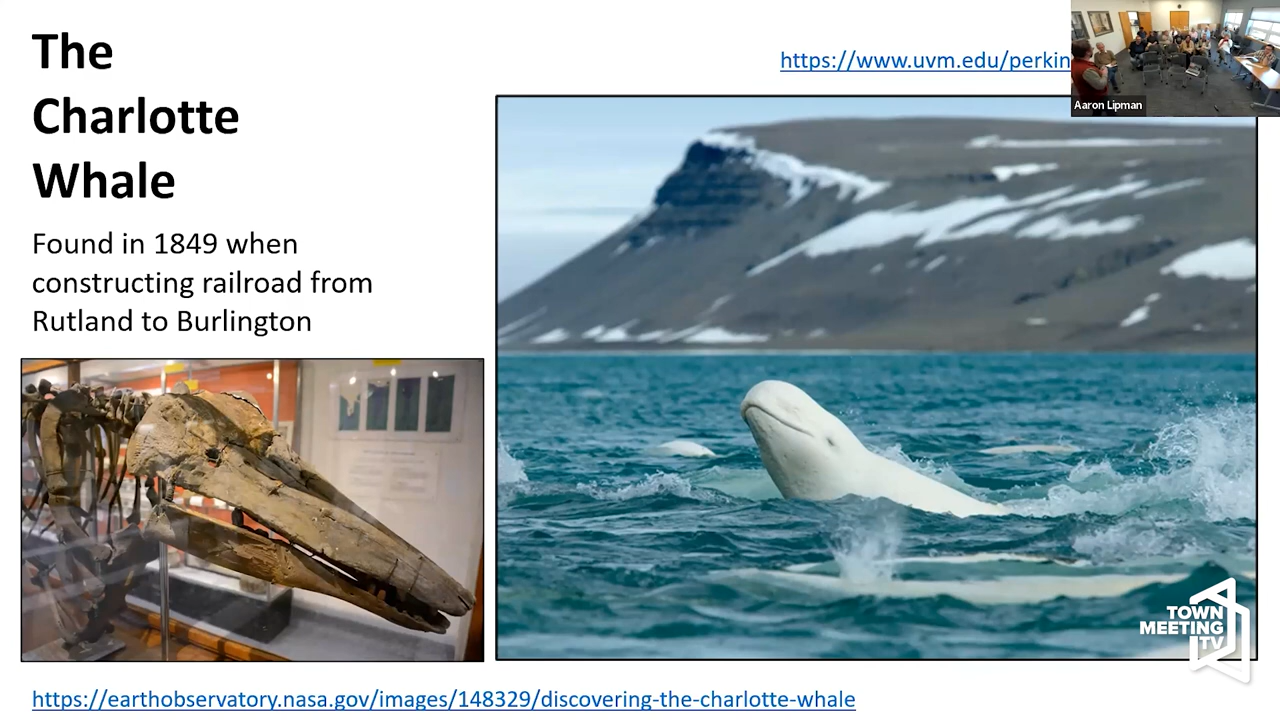 The
Charlotte
Whale
Found in 1849 when
constructing railroad from
Rutland to Burlington
https://www.uvm.edu/perkin
Aaron Lipman
TOWN
MEETING
TV
https://earthobservatory.nasa.gov/images/148329/discovering-the-charlotte-whale